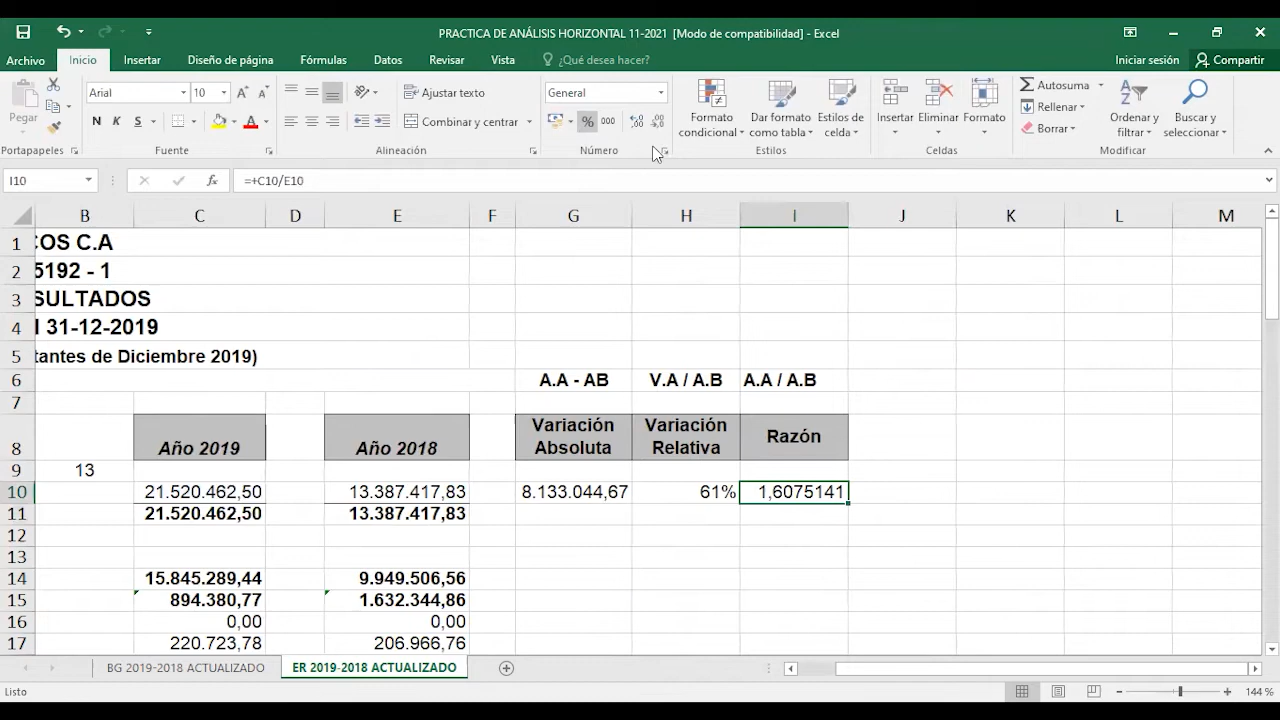 PRACTICA DE ANÁLISIS HORIZONTAL 11-2021 [Modo de compatibilidad] - Excel
Archivo Inicio Insertar Diseño de página Fórmulas Datos Revisar Vista ¿Qué desea hacer? Iniciar sesión Compartir
Pegar
Arial 10
N K S
Ajustar texto
Combinar y centrar
General
% 000
Formato condicional
Dar formato como tabla
Estilos de celda
Insertar Eliminar Formato
Autosuma
Rellenar
Borrar
Ordenar y filtrar
Buscar y seleccionar
Portapapeles Fuente Alineación Número Estilos Celdas Modificar
I10 fx =+C10/E10
B C D E F G H I J K L M
1 COS C.A
2 5192 - 1
3 SULTADOS
4 31-12-2019
5 tantes de Diciembre 2019)
6 A.A - AB V.A / A.B A.A / A.B
7
8 Año 2019 Año 2018 Variación Absoluta Variación Relativa Razón
9 13
10 21.520.462,50 13.387.417,83 8.133.044,67 61% 1,6075141
11 21.520.462,50 13.387.417,83
12
13
14 15.845.289,44 9.949.506,56
15 894.380,77 1.632.344,86
16 0,00 0,00
17 220.723,78 206.966,76
BG 2019-2018 ACTUALIZADO ER 2019-2018 ACTUALIZADO
Listo 144 %